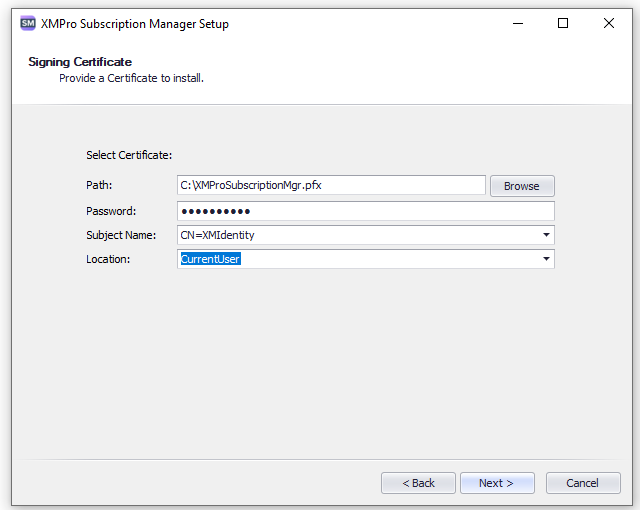 SM XMPro Subscription Manager Setup
Signing Certificate
Provide a Certificate to install.
Select Certificate:
Path: C:\XMProSubscriptionMgr.pfx Browse
Password: ●●●●●●●●●●
Subject Name: CN=XMIdentity
Location: CurrentUser
< Back Next > Cancel